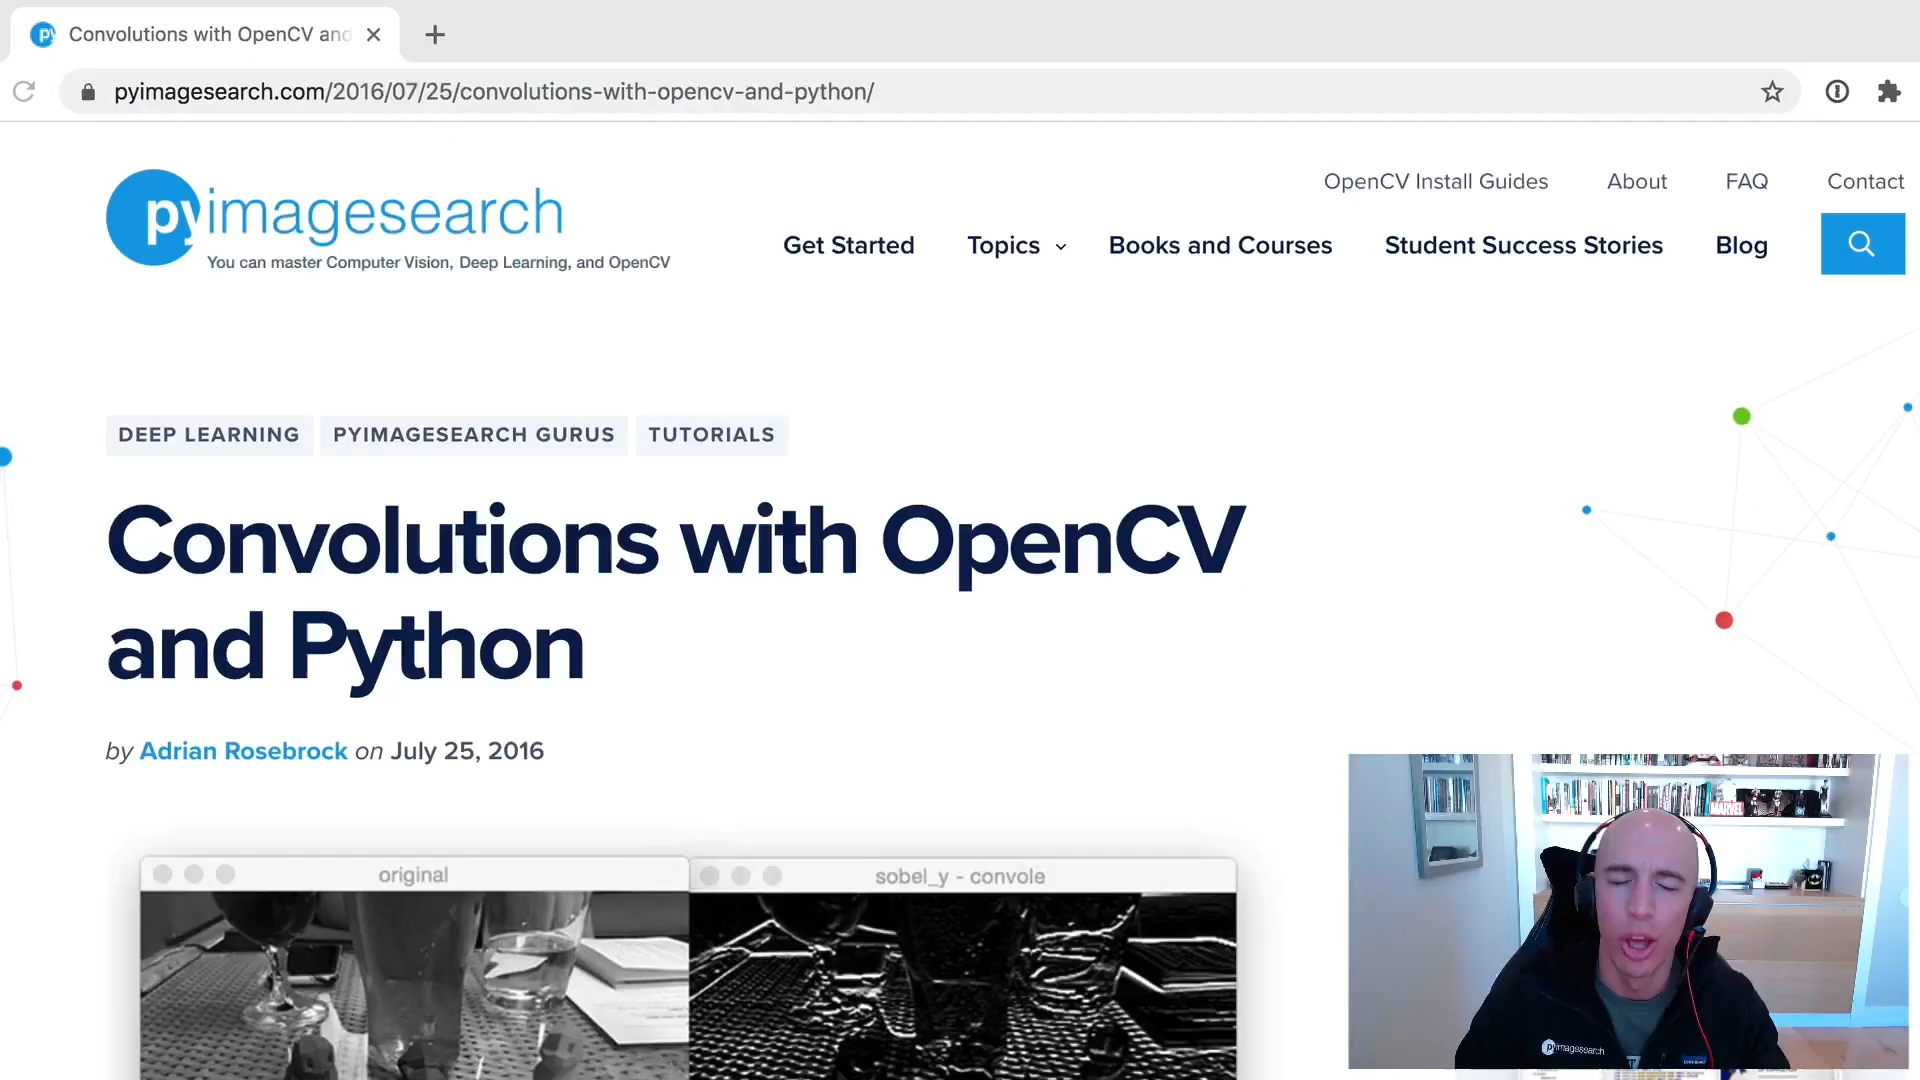 Convolutions with OpenCV and
pyimagesearch.com/2016/07/25/convolutions-with-opencv-and-python/
pyimagesearch
You can master Computer Vision, Deep Learning, and OpenCV
OpenCV Install Guides About FAQ Contact
Get Started Topics Books and Courses Student Success Stories Blog
DEEP LEARNING PYIMAGESEARCH GURUS TUTORIALS
Convolutions with OpenCV
and Python
by Adrian Rosebrock on July 25, 2016
original
sobel_y - convole
MARVEL
pyimagesearch